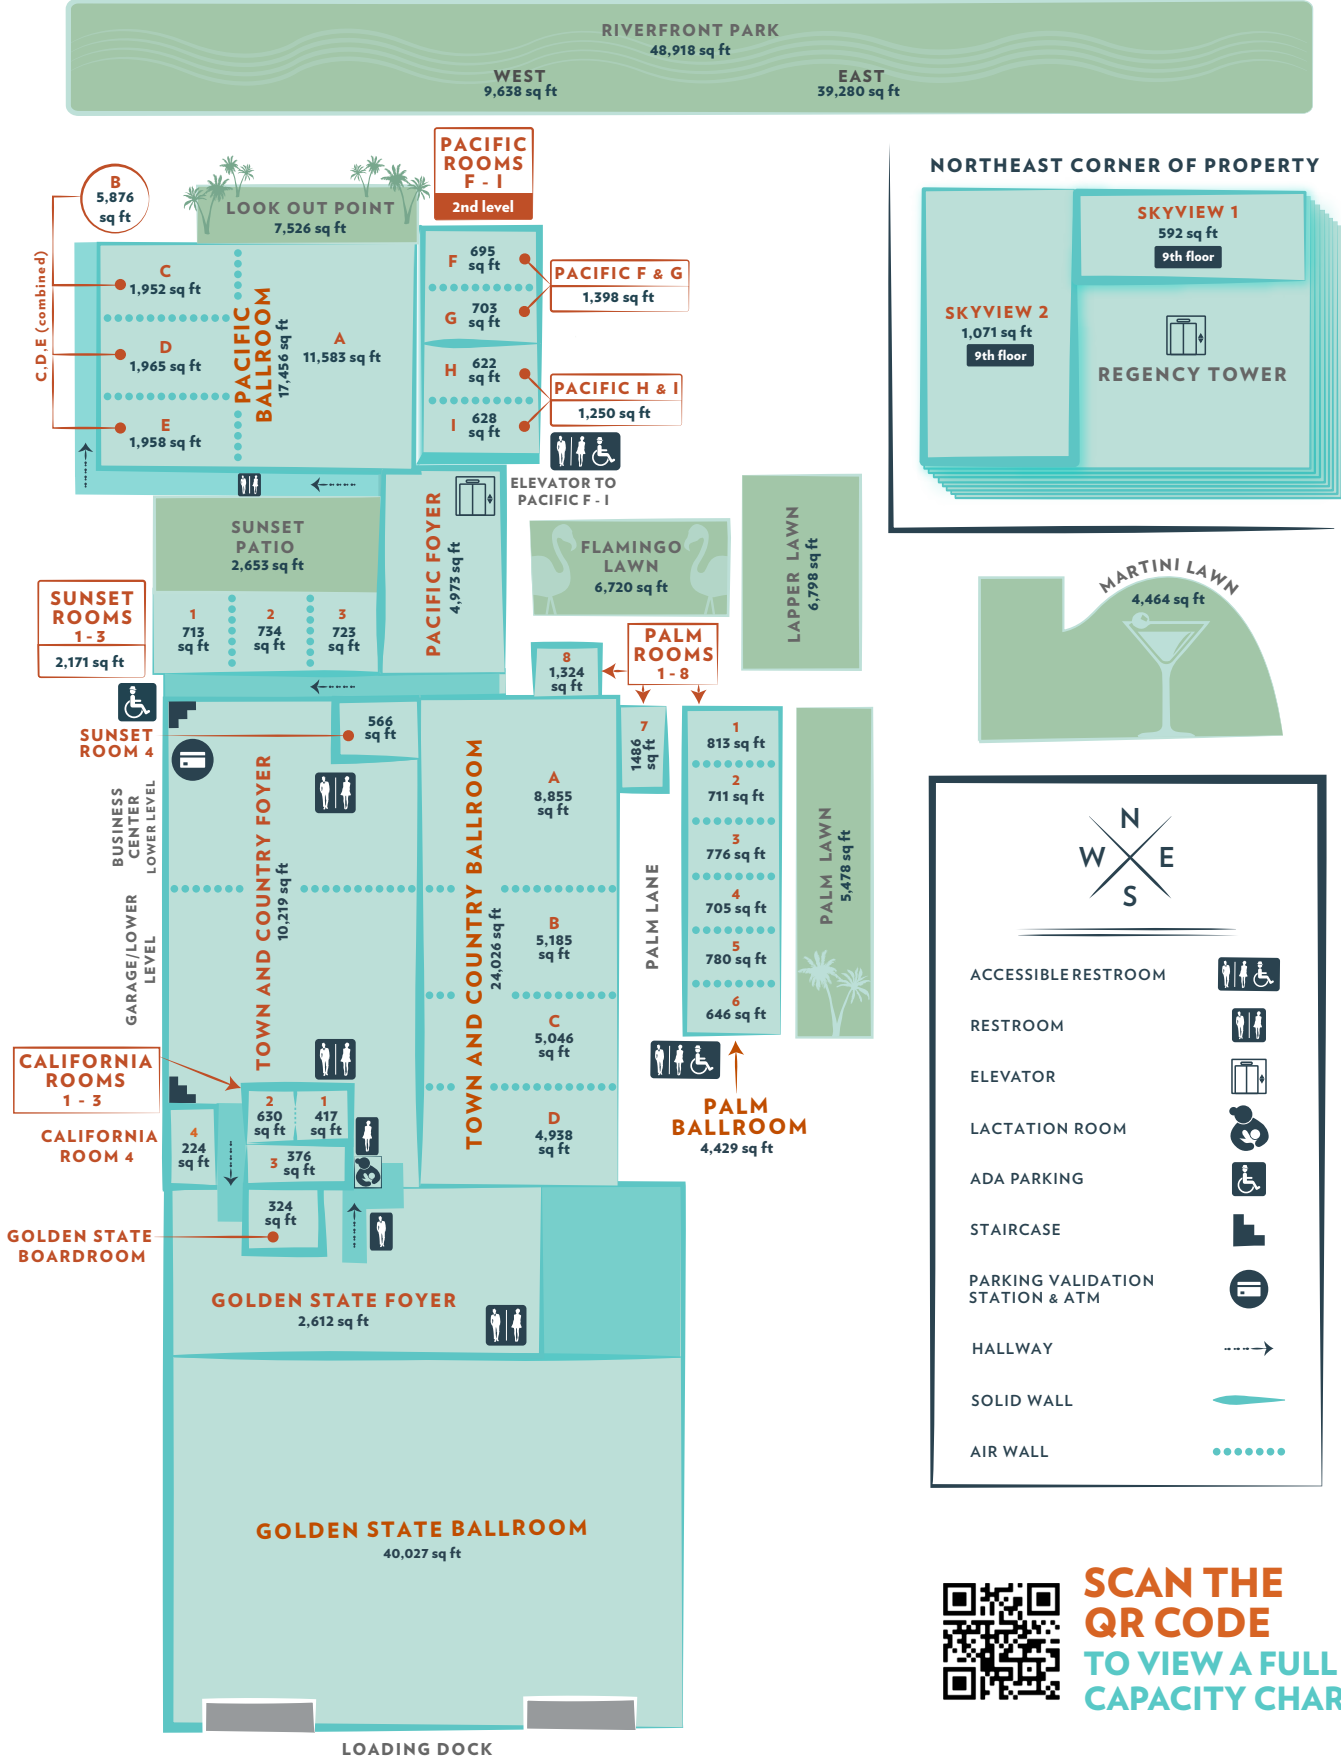 RIVERFRONT PARK
48,918 sq ft
WEST
9,638 sq ft
EAST
39,280 sq ft
B
5,876
sq ft
C,D,E (combined)
LOOK OUT POINT
7,526 sq ft
PACIFIC
ROOMS
F - I
2nd level
C
1,952 sq ft
D
1,965 sq ft
E
1,958 sq ft
PACIFIC
BALLROOM
17,456 sq ft
A
11,583 sq ft
F
695
sq ft
G
703
sq ft
H
622
sq ft
I
628
sq ft
PACIFIC F & G
1,398 sq ft
PACIFIC H & I
1,250 sq ft
ELEVATOR TO
PACIFIC F - I
NORTHEAST CORNER OF PROPERTY
SKYVIEW 1
592 sq ft
9th floor
SKYVIEW 2
1,071 sq ft
9th floor
REGENCY TOWER
SUNSET
PATIO
2,653 sq ft
PACIFIC FOYER
4,973 sq ft
FLAMINGO
LAWN
6,720 sq ft
LAPPER LAWN
6,798 sq ft
MARTINI LAWN
4,464 sq ft
SUNSET
ROOMS
1 - 3
2,171 sq ft
1
713
sq ft
2
734
sq ft
3
723
sq ft
PALM
ROOMS
1 - 8
8
1,324
sq ft
7
1486
sq ft
SUNSET
ROOM 4
566
sq ft
BUSINESS
CENTER
LOWER LEVEL
GARAGE/LOWER
LEVEL
TOWN AND COUNTRY FOYER
10,219 sq ft
TOWN AND COUNTRY BALLROOM
24,026 sq ft
A
8,855
sq ft
B
5,185
sq ft
C
5,046
sq ft
D
4,938
sq ft
PALM LANE
1
813 sq ft
2
711 sq ft
3
776 sq ft
4
705 sq ft
5
780 sq ft
6
646 sq ft
PALM LAWN
5,478 sq ft
PALM
BALLROOM
4,429 sq ft
CALIFORNIA
ROOMS
1 - 3
CALIFORNIA
ROOM 4
4
224
sq ft
2
630
sq ft
1
417
sq ft
3
376
sq ft
324
sq ft
GOLDEN STATE
BOARDROOM
GOLDEN STATE FOYER
2,612 sq ft
GOLDEN STATE BALLROOM
40,027 sq ft
LOADING DOCK
N
W
E
S
ACCESSIBLE RESTROOM
RESTROOM
ELEVATOR
LACTATION ROOM
ADA PARKING
STAIRCASE
PARKING VALIDATION
STATION & ATM
HALLWAY
SOLID WALL
AIR WALL
SCAN THE
QR CODE
TO VIEW A FULL
CAPACITY CHAR